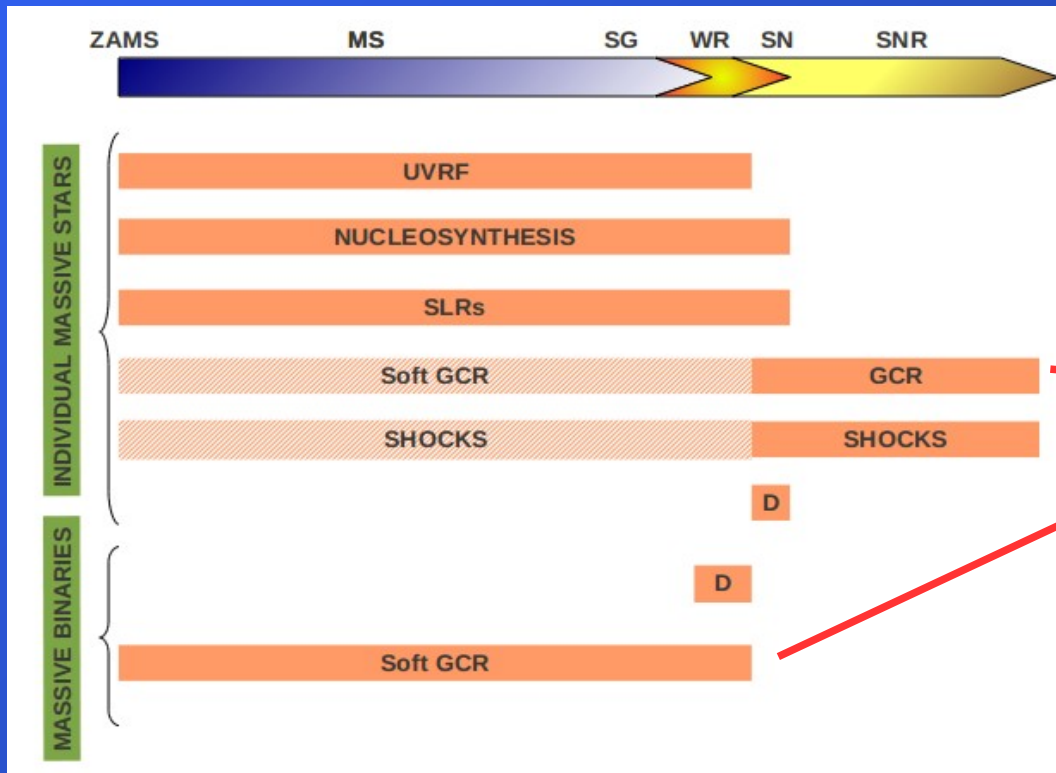 ZAMS MS SG WR SN SNR
INDIVIDUAL MASSIVE STARS
UVRF
NUCLEOSYNTHESIS
SLRs
Soft GCR GCR
SHOCKS SHOCKS
D
MASSIVE BINARIES
D
Soft GCR